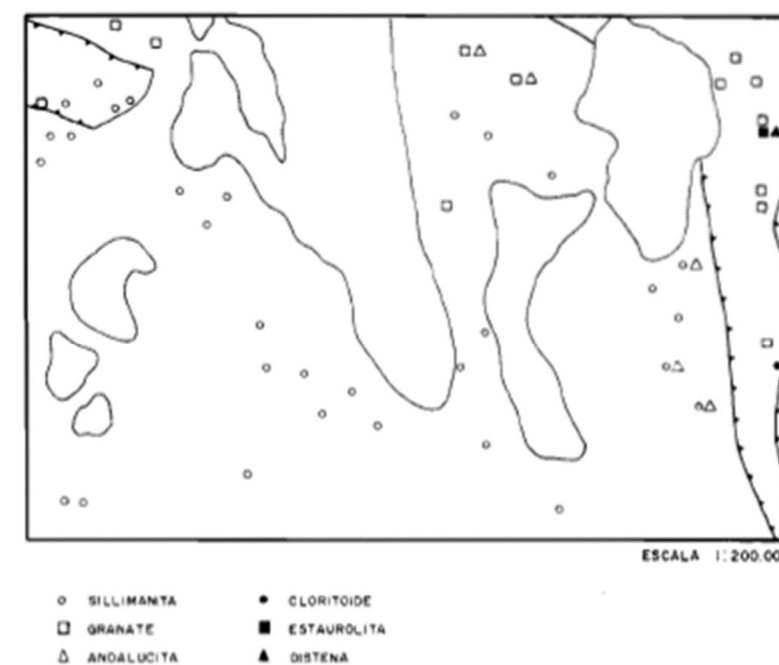 ESCALA 1:200.00
SILLIMANITA
CLORITOIDE
GRANATE
ESTAUROLITA
ANDALUCITA
DISTENA